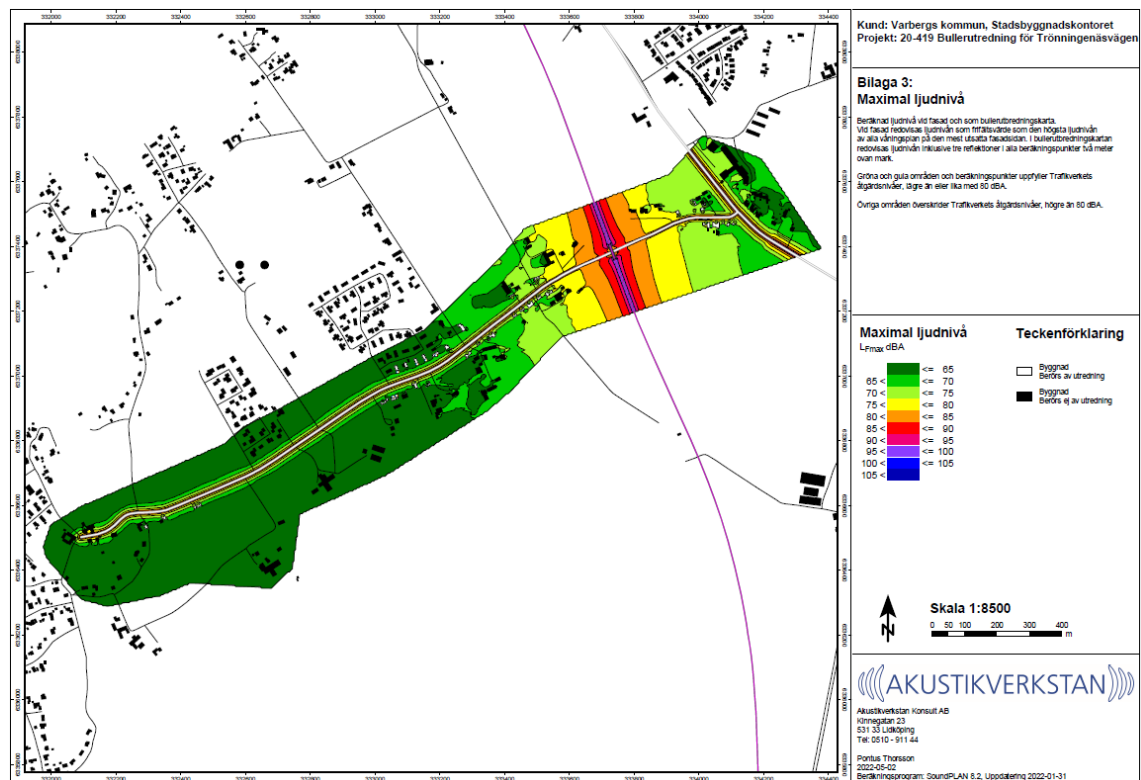 332000 332200 332400 332600 332800 333000 333200 333400 333600 333800 334000 334200 334400
Kund: Varbergs kommun, Stadsbyggnadskontoret
Projekt: 20-419 Bullerutredning för Trönningenäsvägen
Bilaga 3:
Maximal ljudnivå
Beräknad ljudnivå vid fasad och som bullerutbredningskarta.
Vid fasad redovisas ljudnivån som frifältsvärde som den högsta ljudnivån
av alla våningsplan på den mest utsatta fasadsidan. I bullerutbredningskartan
redovisas ljudnivån inklusive tre reflektioner i alla beräkningspunkter två meter
ovan mark.
Gröna och gula områden och beräkningspunkter uppfyller Trafikverkets
åtgärdsnivåer, lägre än eller lika med 80 dBA.
Övriga områden överskrider Trafikverkets åtgärdsnivåer, högre än 80 dBA.
Maximal ljudnivå
LFmax dBA
<= 65
65 < <= 70
70 < <= 75
75 < <= 80
80 < <= 85
85 < <= 90
90 < <= 95
95 < <= 100
100 < <= 105
105 <
Teckenförklaring
Byggnad
Berörs av utredning
Byggnad
Berörs ej av utredning
N
Skala 1:8500
0 50 100 200 300 400
m
AKUSTIKVERKSTAN
Akustikverkstan Konsult AB
Kinnegatan 23
531 33 Lidköping
Tel: 0510 - 911 44
Pontus Thorsson
2022-05-02
Beräkningsprogram: SoundPLAN 8.2, Uppdatering 2022-01-31